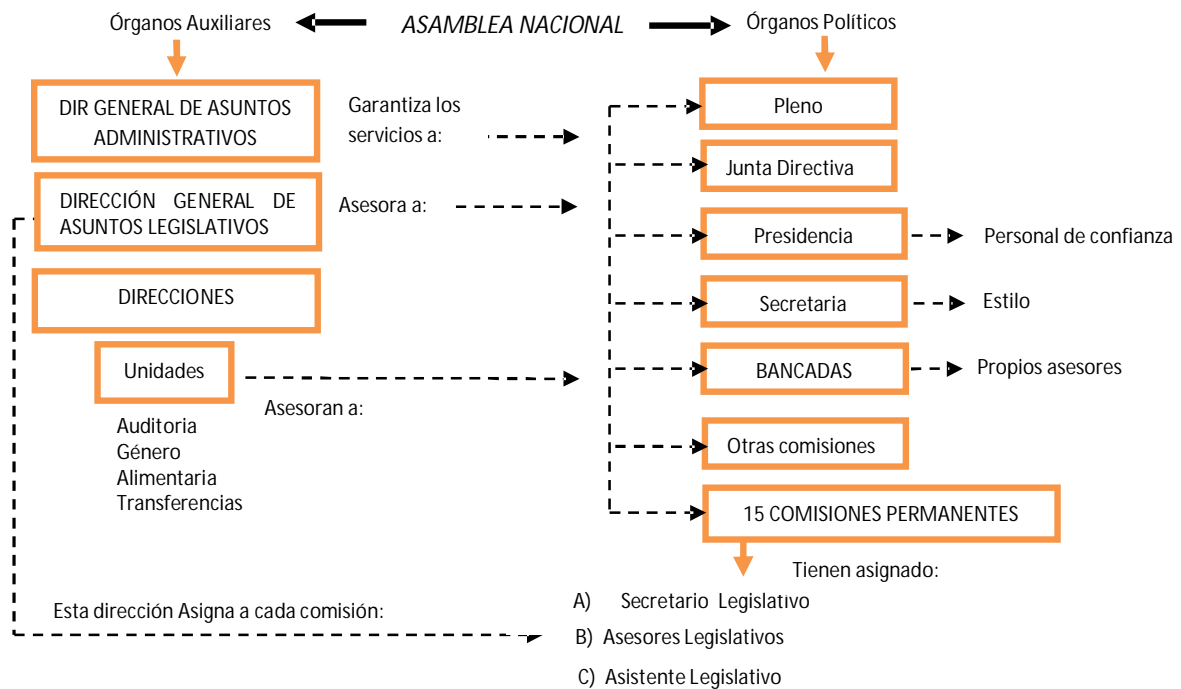 Órganos Auxiliares
ASAMBLEA NACIONAL
Órganos Políticos
DIR GENERAL DE ASUNTOS
ADMINISTRATIVOS
Garantiza los
servicios a:
DIRECCIÓN GENERAL DE
ASUNTOS LEGISLATIVOS
Asesora a:
DIRECCIONES
Unidades
Asesoran a:
Auditoria
Género
Alimentaria
Transferencias
Pleno
Junta Directiva
Presidencia
Personal de confianza
Secretaria
Estilo
BANCADAS
Propios asesores
Otras comisiones
15 COMISIONES PERMANENTES
Tienen asignado:
Esta dirección Asigna a cada comisión:
A) Secretario Legislativo
B) Asesores Legislativos
C) Asistente Legislativo